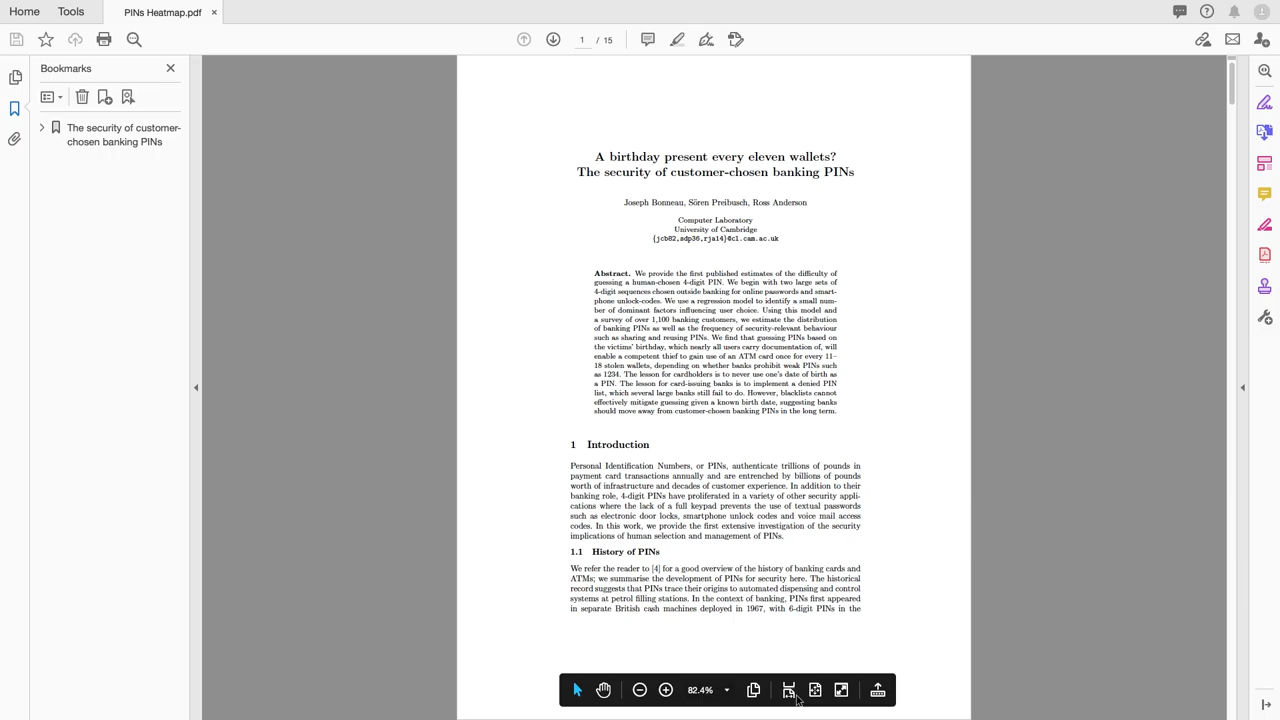 Home
Tools
PINs Heatmap.pdf
1 / 15
Bookmarks
The security of customer-
chosen banking PINs
A birthday present every eleven wallets?
The security of customer-chosen banking PINs
Joseph Bonneau, Sören Preibusch, Ross Anderson
Computer Laboratory
University of Cambridge
{jcb82,sdp36,rja14}@cl.cam.ac.uk
Abstract. We provide the first published estimates of the difficulty of
guessing a human-chosen 4-digit PIN. We begin with two large sets of
4-digit sequences chosen outside banking for online passwords and smart-
phone unlock-codes. We use a regression model to identify a small num-
ber of dominant factors influencing user choice. Using this model and
a survey of over 1,100 banking customers, we estimate the distribution
of banking PINs as well as the frequency of security-relevant behaviour
such as sharing and reusing PINs. We find that guessing PINs based on
the victims' birthday, which nearly all users carry documentation of, will
enable a competent thief to gain use of an ATM card once for every 11–
18 stolen wallets, depending on whether banks prohibit weak PINs such
as 1234. The lesson for cardholders is to never use one's date of birth as
a PIN. The lesson for card-issuing banks is to implement a denied PIN
list, which several large banks still fail to do. However, blacklists cannot
effectively mitigate guessing given a known birth date, suggesting banks
should move away from customer-chosen banking PINs in the long term.
1 Introduction
Personal Identification Numbers, or PINs, authenticate trillions of pounds in
payment card transactions annually and are entrenched by billions of pounds
worth of infrastructure and decades of customer experience. In addition to their
banking role, 4-digit PINs have proliferated in a variety of other security appli-
cations where the lack of a full keypad prevents the use of textual passwords
such as electronic door locks, smartphone unlock codes and voice mail access
codes. In this work, we provide the first extensive investigation of the security
implications of human selection and management of PINs.
1.1 History of PINs
We refer the reader to [4] for a good overview of the history of banking cards and
ATMs; we summarise the development of PINs for security here. The historical
record suggests that PINs trace their origins to automated dispensing and control
systems at petrol filling stations. In the context of banking, PINs first appeared
in separate British cash machines deployed in 1967, with 6-digit PINs in the
82.4%